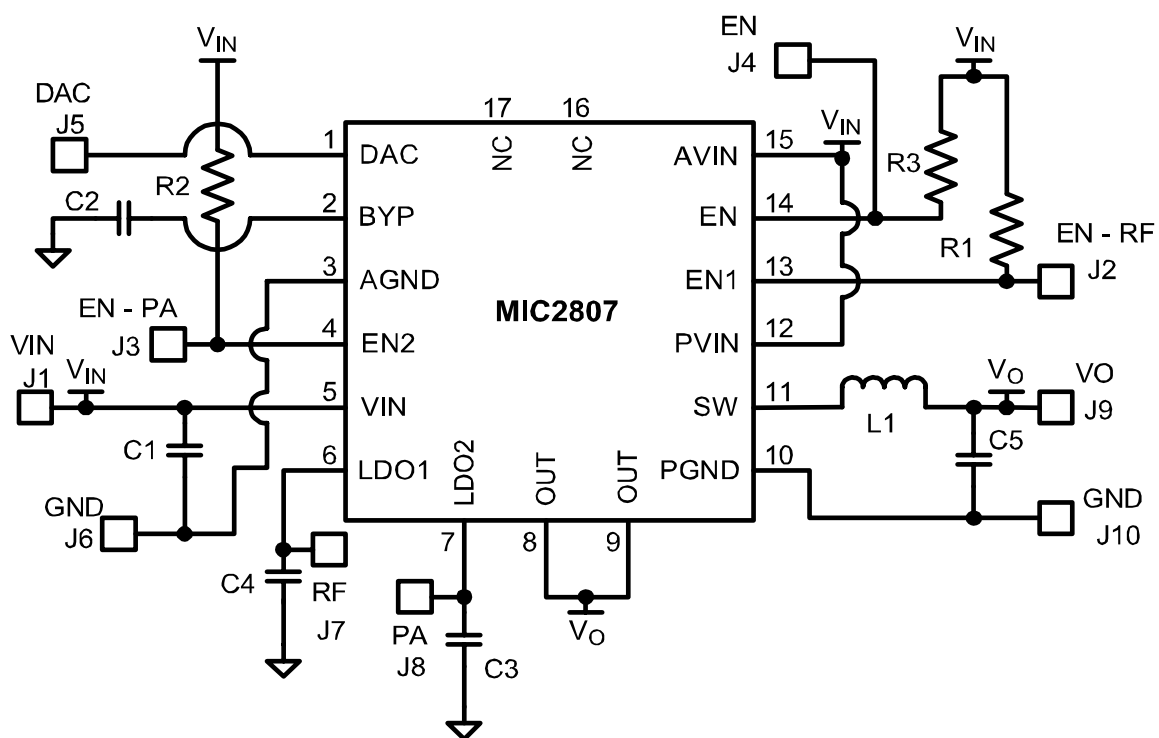 EN
J4
VIN
VIN
DAC
J5
17
16
NC
NC
1
DAC
AVIN
15
VIN
R3
R2
C2
2
BYP
EN
14
R1
EN - RF
J2
3
AGND
EN1
13
MIC2807
EN - PA
J3
4
EN2
PVIN
12
VIN
J1
VIN
5
VIN
SW
11
L1
VO
VO
J9
C1
6
LDO1
LDO2
OUT
OUT
PGND
10
C5
GND
J6
GND
J10
7
8
9
C4
RF
J7
PA
J8
C3
VO